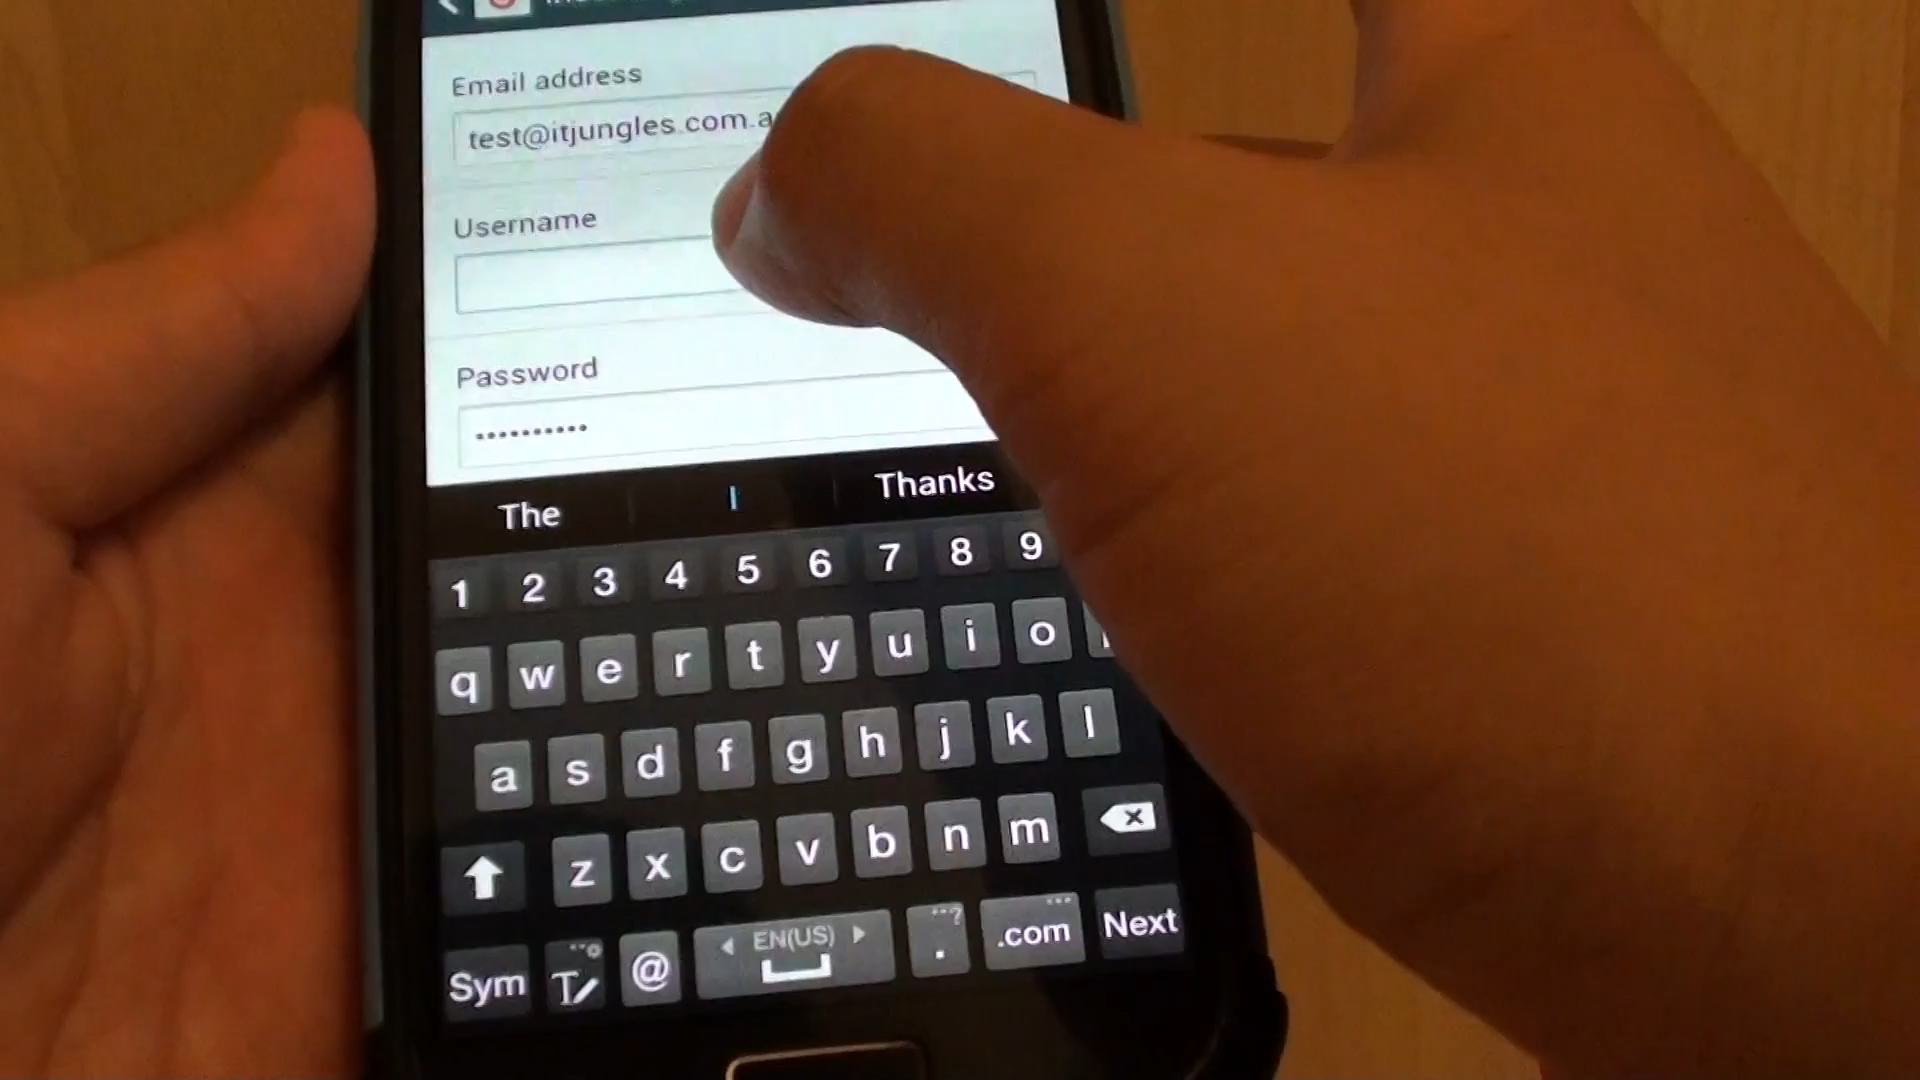 Email address
test@itjungles.com.a
Username
Password
The I Thanks
1 2 3 4 5 6 7 8 9
q w e r t y u i o
a s d f g h j k l
z x c v b n m
Sym T @ EN(US) . ? .com Next